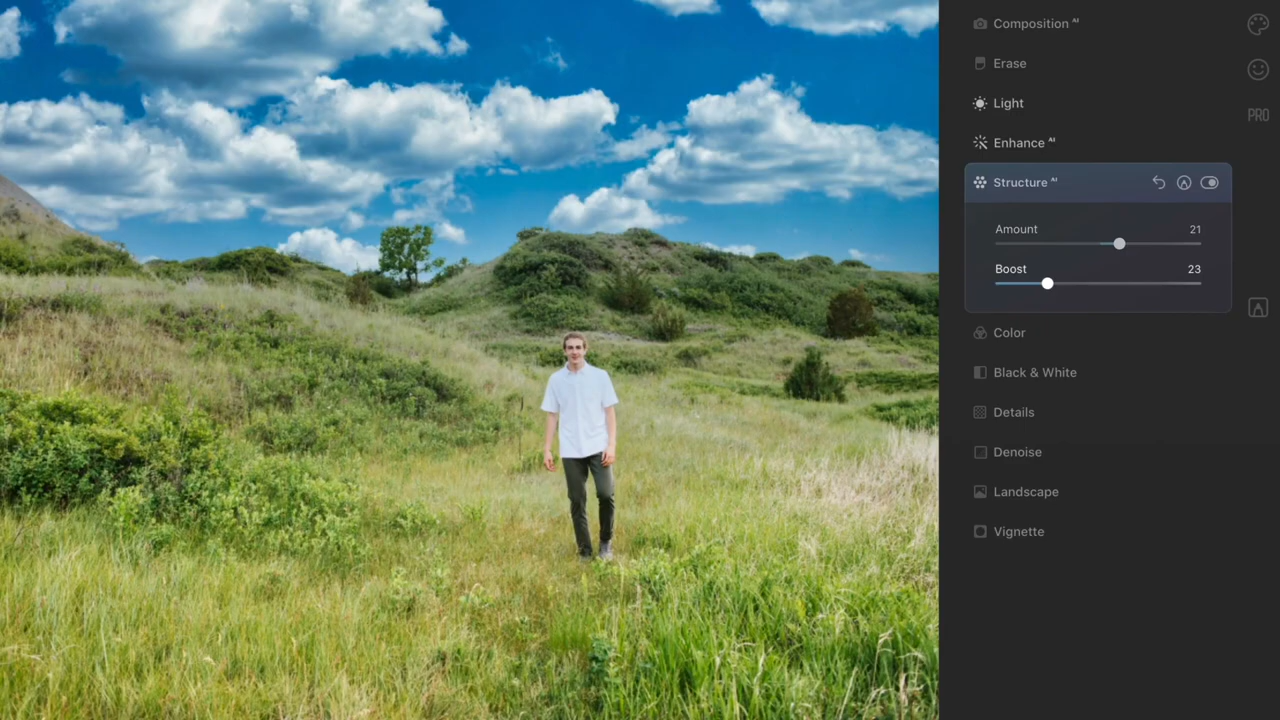 Composition AI
Erase
Light
PRO
Enhance AI
Structure AI
Amount 21
Boost 23
Color
Black & White
Details
Denoise
Landscape
Vignette